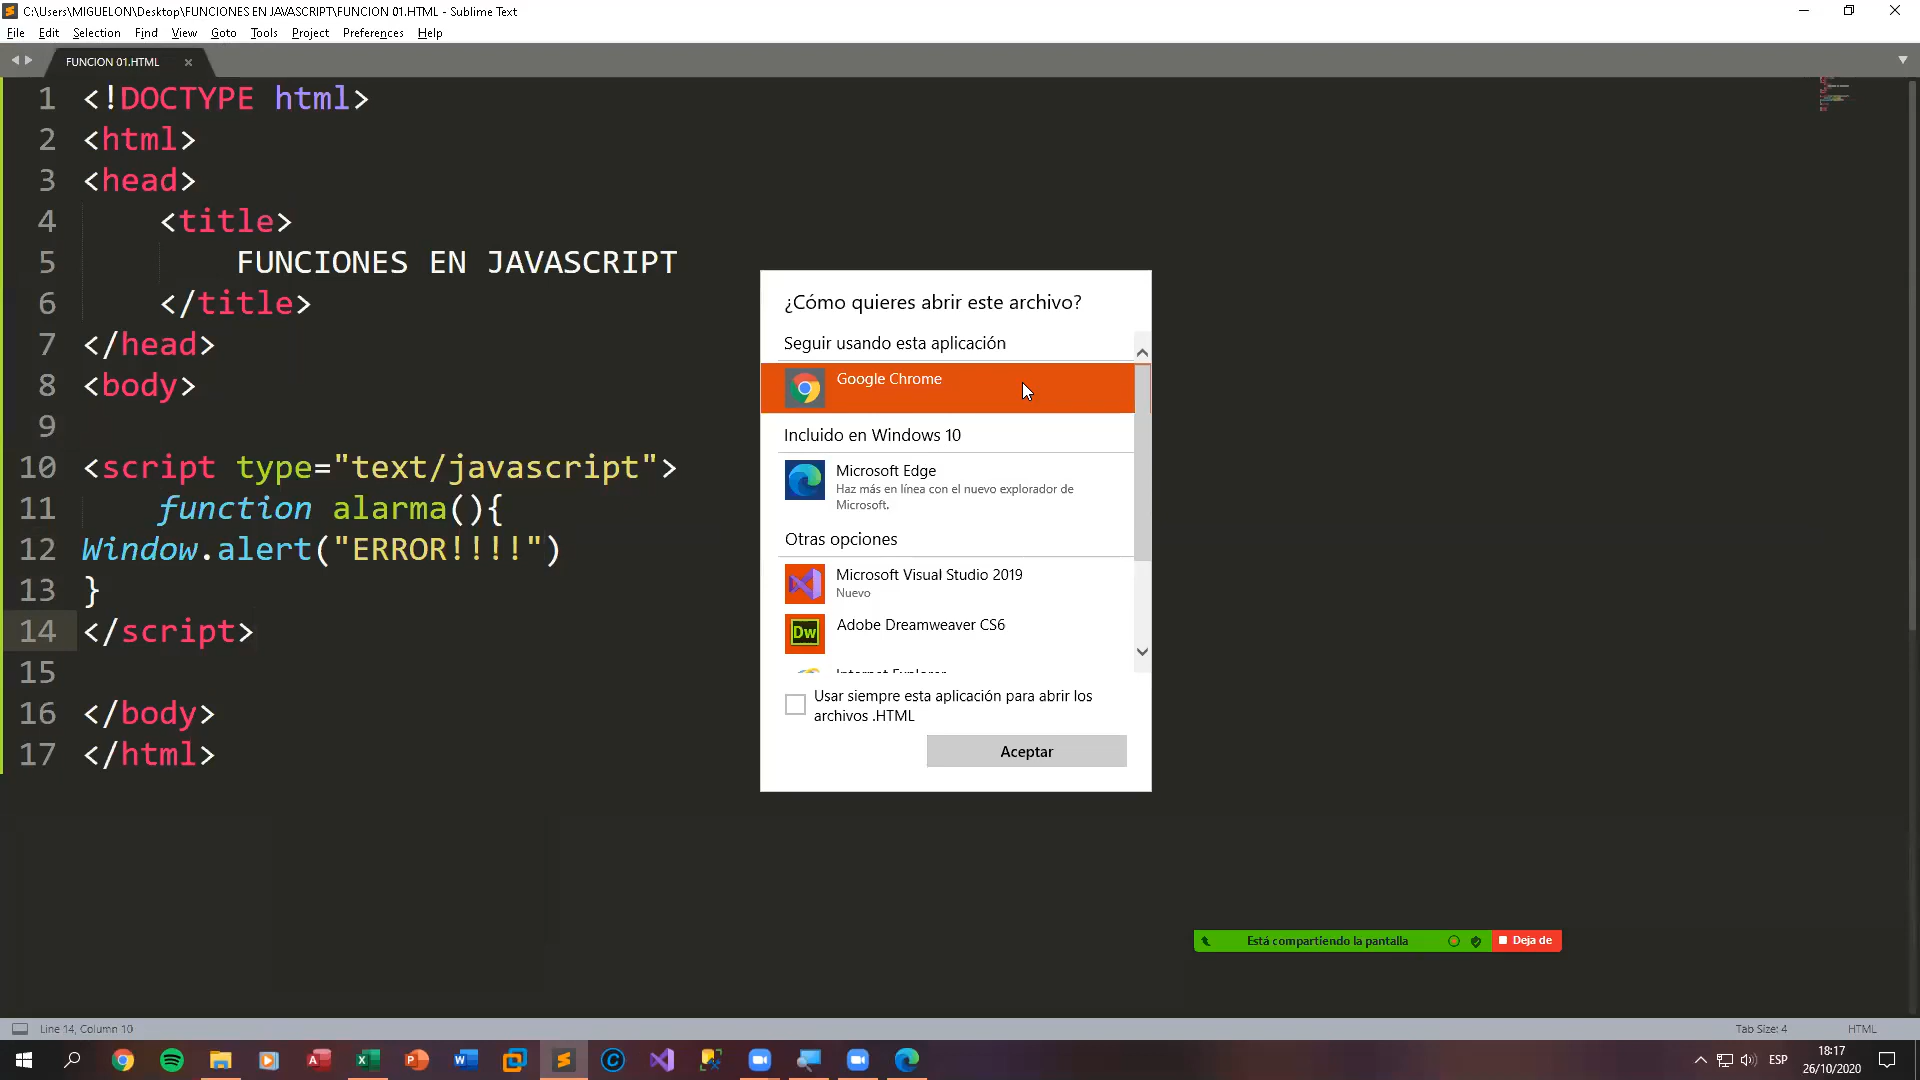 C:\Users\MIGUELON\Desktop\FUNCIONES EN JAVASCRIPT\FUNCION 01.HTML - Sublime Text
File Edit Selection Find View Goto Tools Project Preferences Help
FUNCION 01.HTML
1 <!DOCTYPE html>
2 <html>
3 <head>
4 <title>
5 FUNCIONES EN JAVASCRIPT
6 </title>
7 </head>
8 <body>
9
10 <script type="text/javascript">
11 function alarma(){
12 Window.alert("ERROR!!!!")
13 }
14 </script>
15
16 </body>
17 </html>
¿Cómo quieres abrir este archivo?
Seguir usando esta aplicación
Google Chrome
Incluido en Windows 10
Microsoft Edge
Haz más en línea con el nuevo explorador de
Microsoft.
Otras opciones
Microsoft Visual Studio 2019
Nuevo
Dw Adobe Dreamweaver CS6
Usar siempre esta aplicación para abrir los
archivos .HTML
Aceptar
Está compartiendo la pantalla Deja de
Line 14, Column 10 Tab Size: 4 HTML
ESP
18:17
26/10/2020